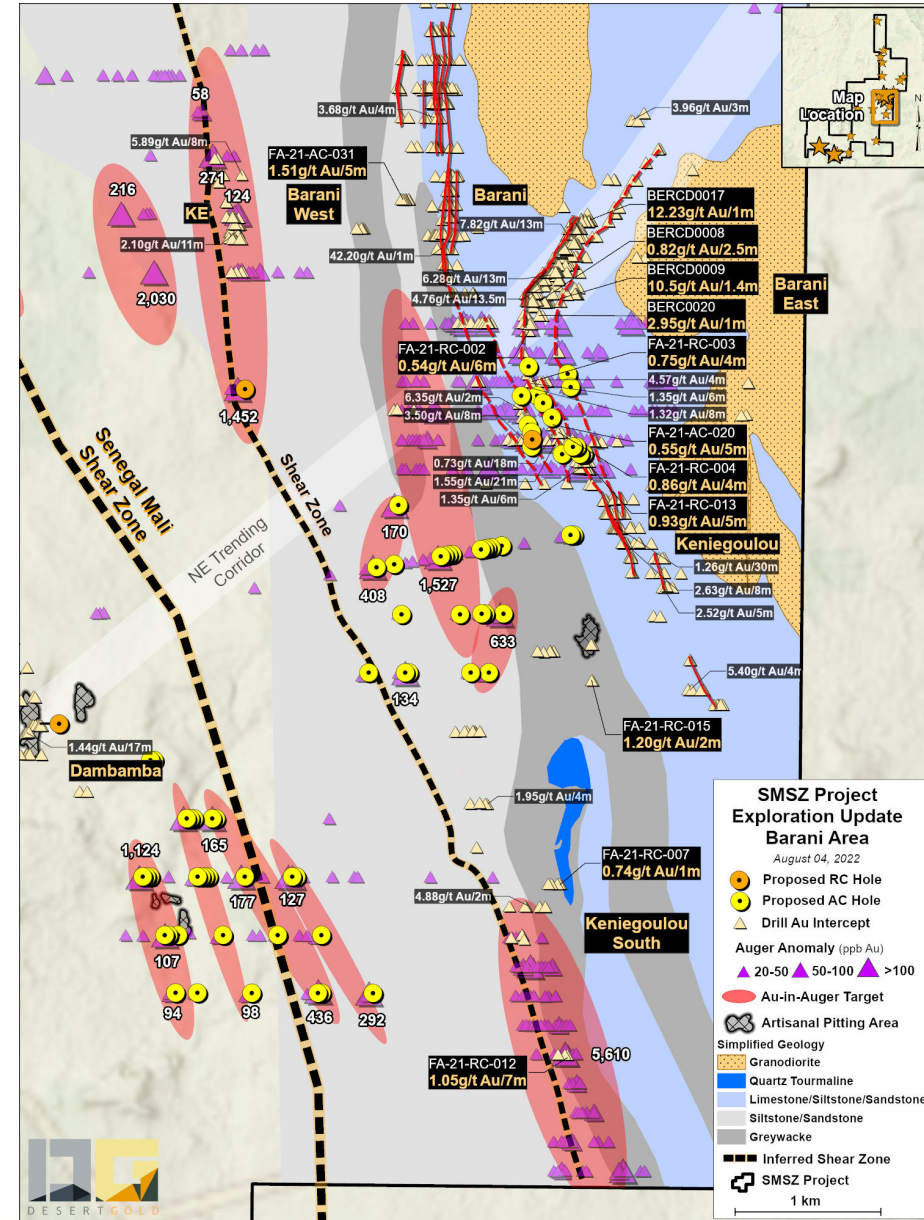 Map
Location
N
58
3.68g/t Au/4m
3.96g/t Au/3m
5.89g/t Au/8m
FA-21-AC-031
1.51g/t Au/5m
216
271
124
KE
Barani
West
Barani
BERCD0017
12.23g/t Au/1m
7.82g/t Au/13m
2.10g/t Au/11m
42.20g/t Au/1m
BERCD0008
0.82g/t Au/2.5m
2,030
6.28g/t Au/13m
BERCD0009
10.5g/t Au/1.4m
Barani
East
4.76g/t Au/13.5m
BERC0020
2.95g/t Au/1m
FA-21-RC-002
0.54g/t Au/6m
FA-21-RC-003
0.75g/t Au/4m
4.57g/t Au/4m
6.35g/t Au/2m
1.35g/t Au/6m
1,452
3.50g/t Au/8m
1.32g/t Au/8m
FA-21-AC-020
0.55g/t Au/5m
Senegal Mali
Shear Zone
Shear Zone
0.73g/t Au/18m
FA-21-RC-004
0.86g/t Au/4m
1.55g/t Au/21m
1.35g/t Au/6m
FA-21-RC-013
0.93g/t Au/5m
170
NE Trending
Corridor
Keniegoulou
408
1,527
1.26g/t Au/30m
2.63g/t Au/8m
2.52g/t Au/5m
633
134
5.40g/t Au/4m
FA-21-RC-015
1.20g/t Au/2m
1.44g/t Au/17m
Dambamba
1.95g/t Au/4m
165
1,124
FA-21-RC-007
0.74g/t Au/1m
177
127
4.88g/t Au/2m
Keniegoulou
South
107
94
98
436
292
FA-21-RC-012
1.05g/t Au/7m
5,610
SMSZ Project
Exploration Update
Barani Area
August 04, 2022
Proposed RC Hole
Proposed AC Hole
Drill Au Intercept
Auger Anomaly (ppb Au)
20-50
50-100
>100
Au-in-Auger Target
Artisanal Pitting Area
Simplified Geology
Granodiorite
Quartz Tourmaline
Limestone/Siltstone/Sandstone
Siltstone/Sandstone
Greywacke
Inferred Shear Zone
SMSZ Project
1 km
DG
DESERTGOLD